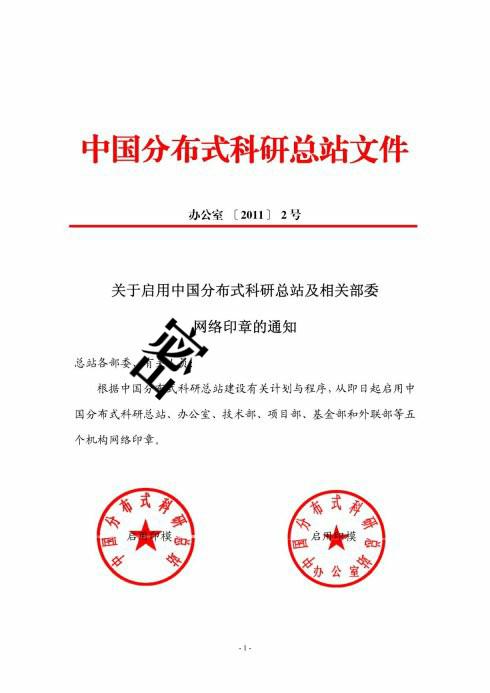 中国分布式科研总站文件
办公室 〔2011〕 2号
关于启用中国分布式科研总站及相关部委
网络印章的通知
密
总站各部委、有关人员:
根据中国分布式科研总站建设有关计划与程序,从即日起启用中
国分布式科研总站、办公室、技术部、项目部、基金部和外联部等五
个机构网络印章。
中国分布式科研总站
启用印模
中国分布式科研总站
启用印模
办公室
- 1 -